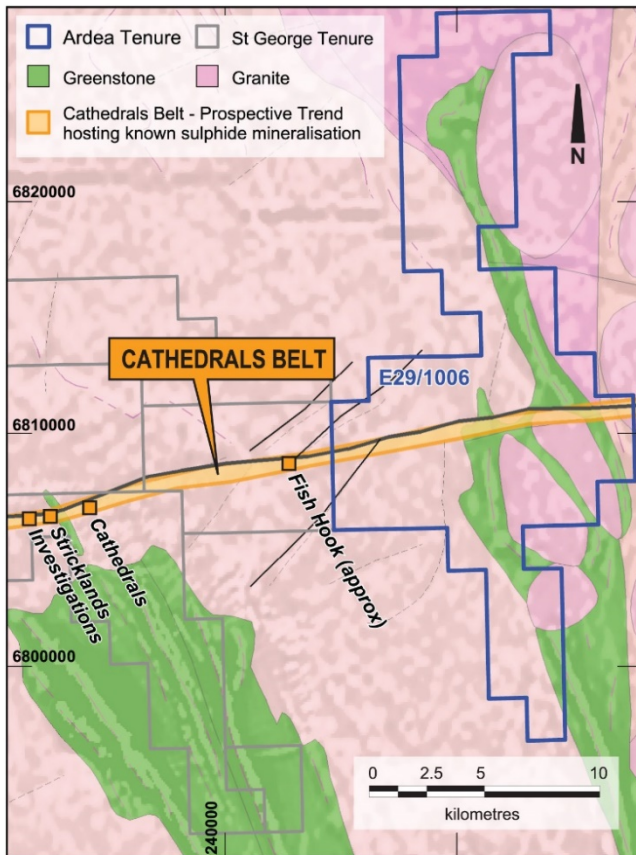 Ardea Tenure
St George Tenure
Greenstone
Granite
Cathedrals Belt - Prospective Trend
hosting known sulphide mineralisation
N
6820000
CATHEDRALS BELT
E29/1006
6810000
Fish Hook (approx)
Cathedrals
Stricklands
Investigations
6800000
0 2.5 5 10
kilometres
240000